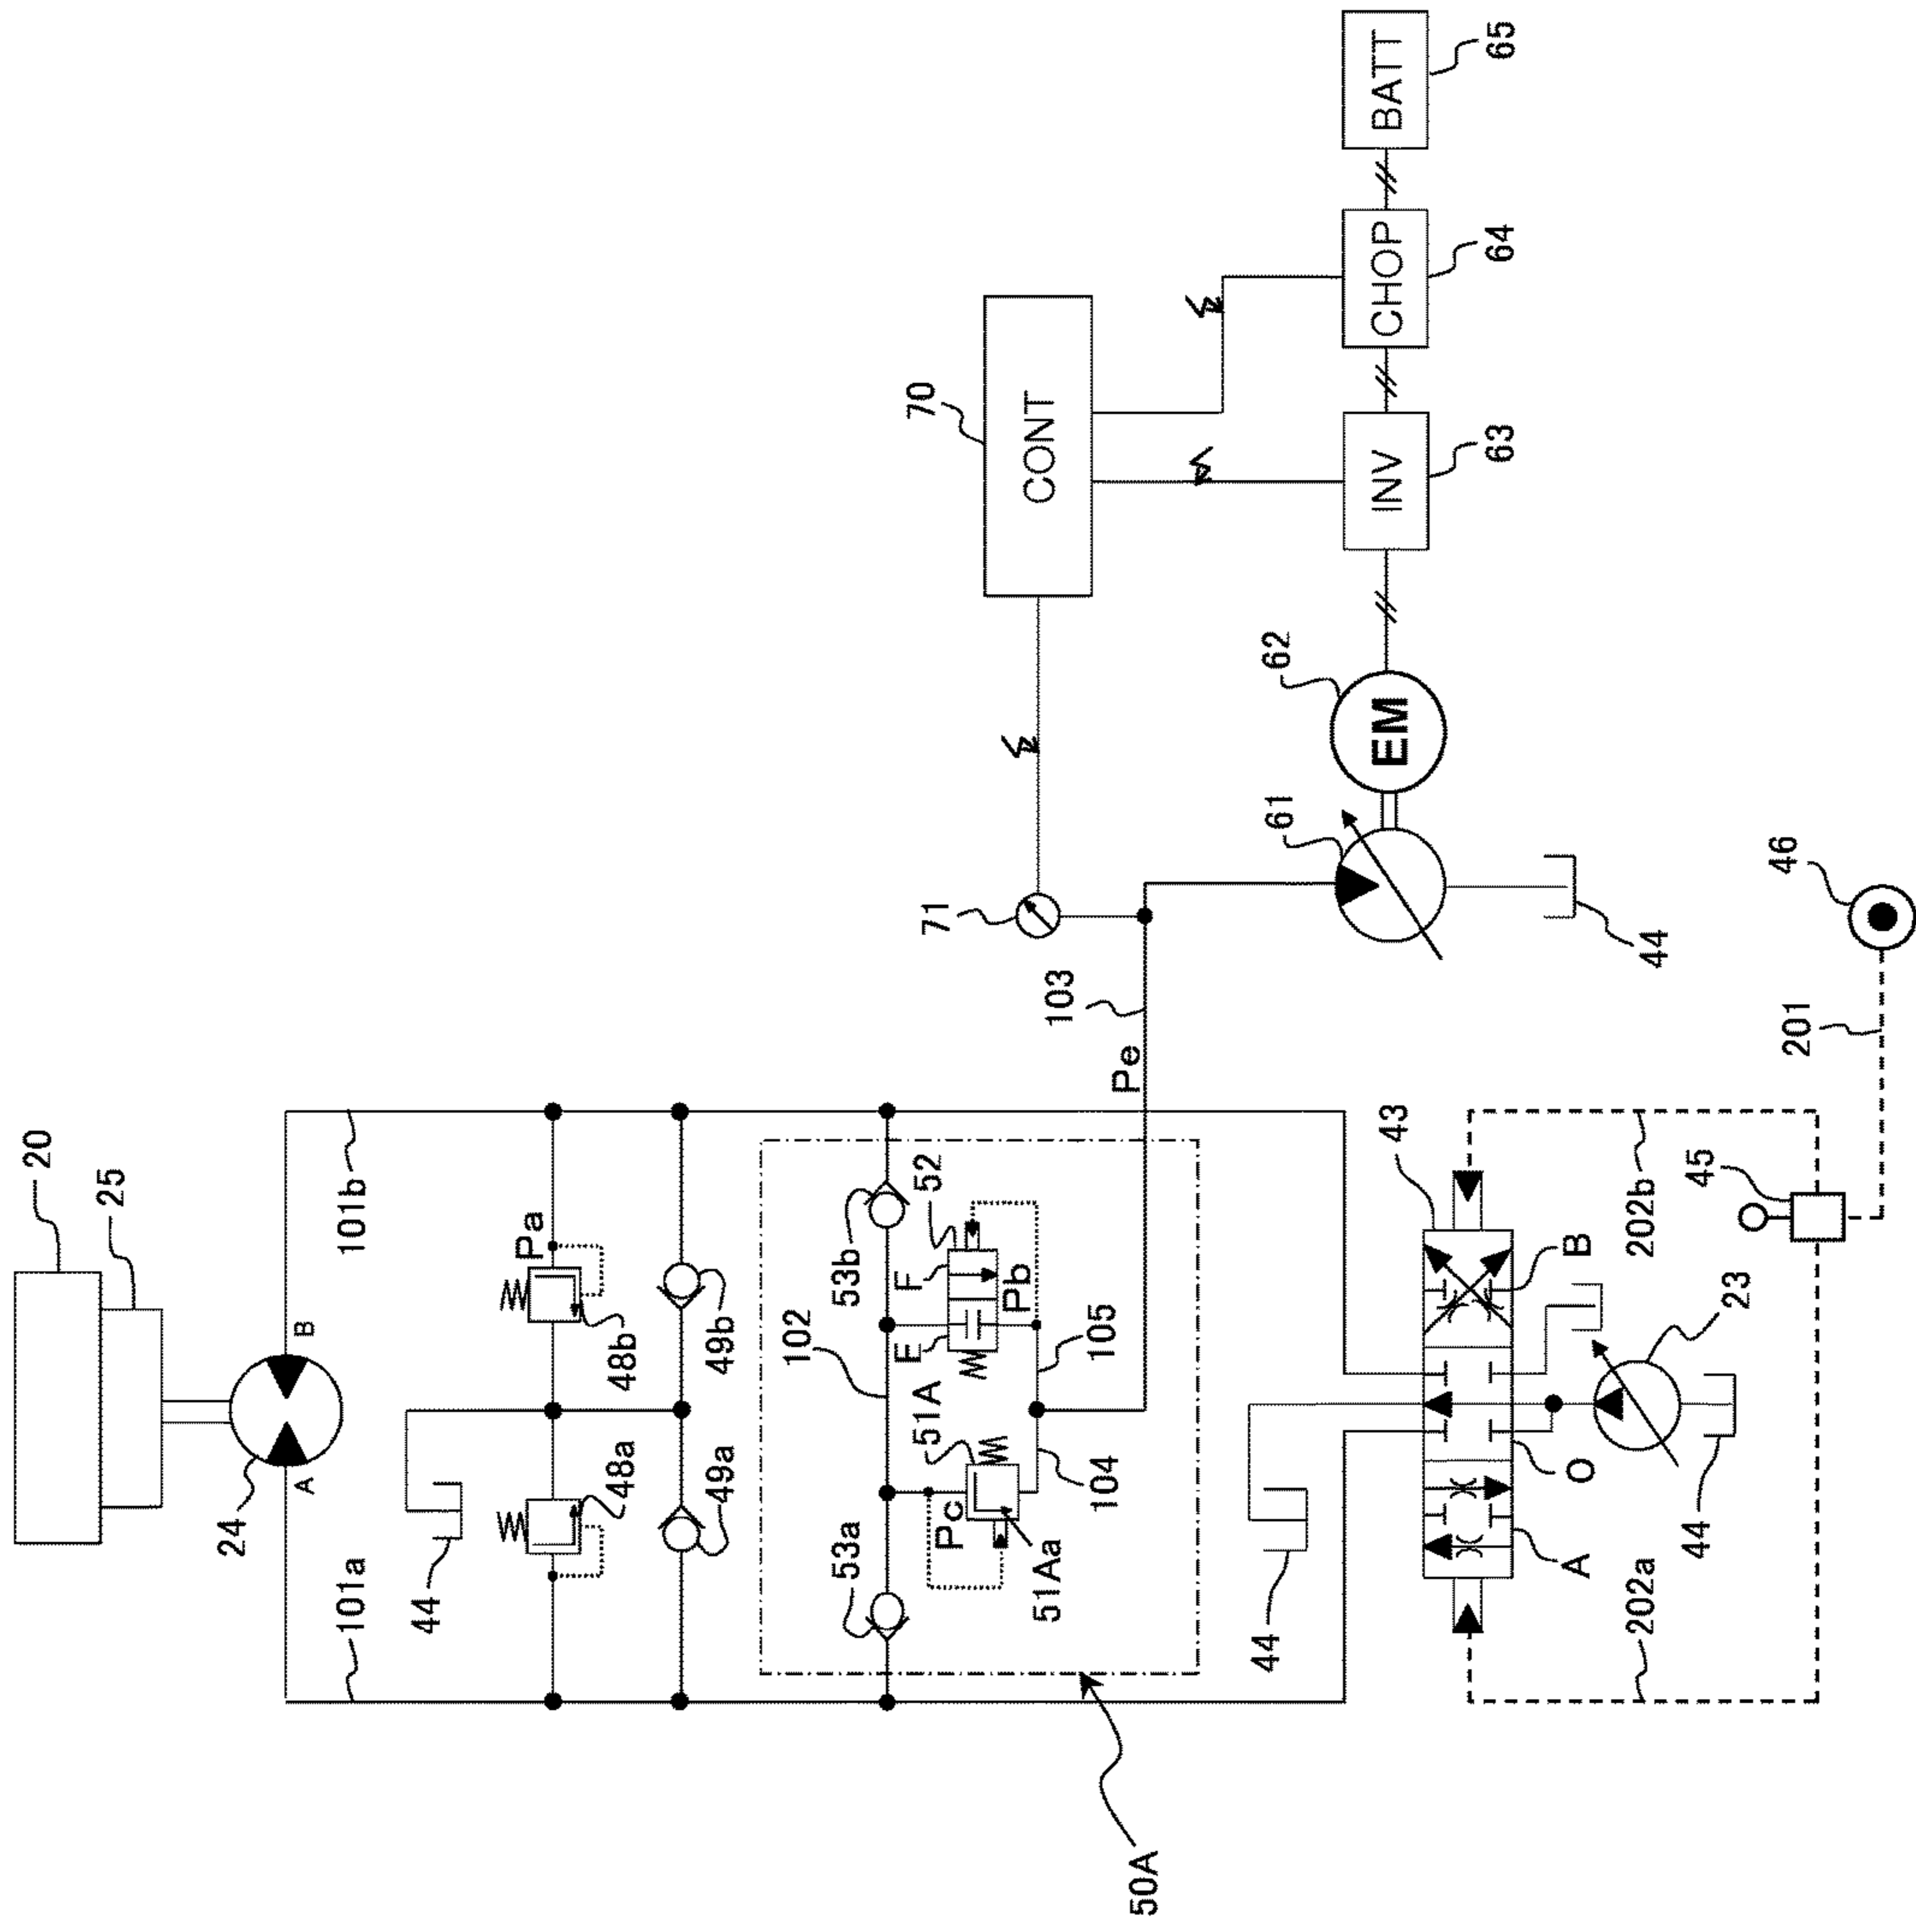 20
25
24
A
B
101a
101b
44
48a
48b
Pa
49a
49b
53a
53b
102
51A
52
E
F
Pb
Pc
51Aa
104
105
50A
Pe
103
71
70
CONT
61
62
EM
63
INV
64
CHOP
65
BATT
44
44
43
A
O
B
23
44
45
46
201
202a
202b